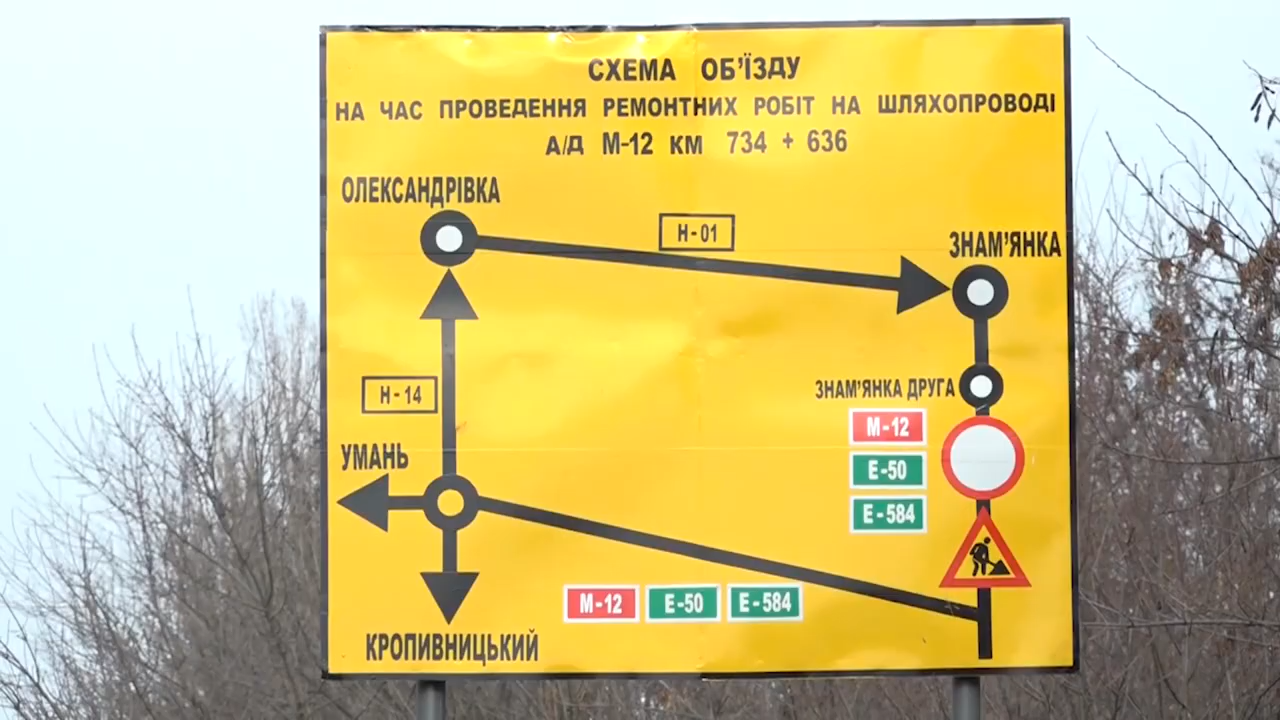 СХЕМА ОБ'ЇЗДУ
НА ЧАС ПРОВЕДЕННЯ РЕМОНТНИХ РОБІТ НА ШЛЯХОПРОВОДІ
А/Д М-12 КМ 734 + 636
ОЛЕКСАНДРІВКА
Н-01
ЗНАМ'ЯНКА
Н-14
ЗНАМ'ЯНКА ДРУГА
М-12
Е-50
Е-584
УМАНЬ
М-12 Е-50 Е-584
КРОПИВНИЦЬКИЙ